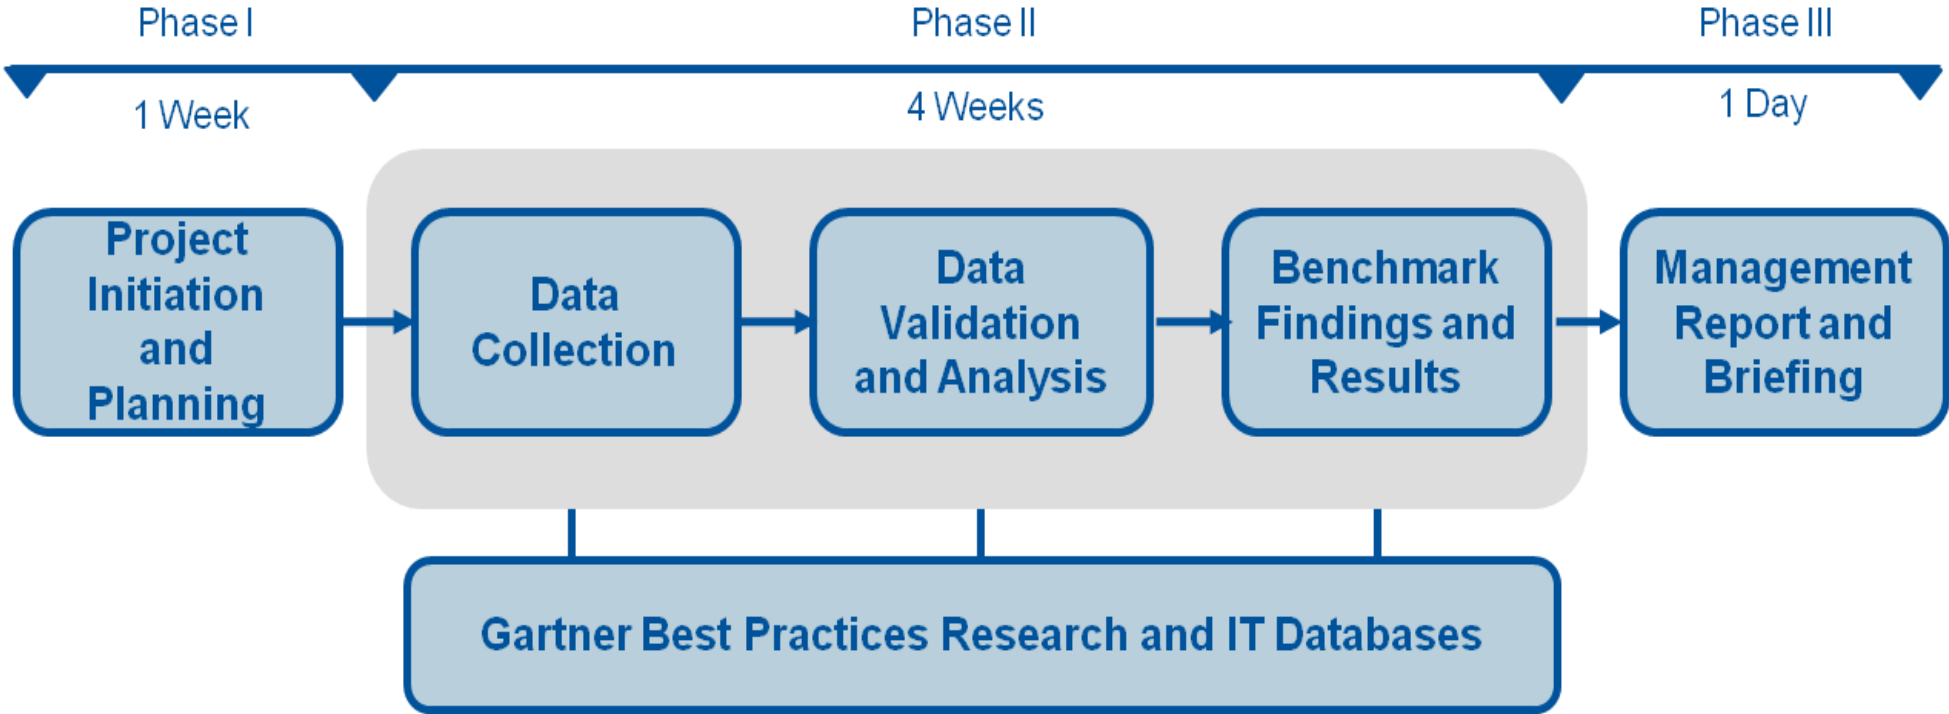 Phase I
Phase II
Phase III
1 Week
4 Weeks
1 Day
Project
Initiation
and
Planning
Data
Collection
Data
Validation
and Analysis
Benchmark
Findings and
Results
Management
Report and
Briefing
Gartner Best Practices Research and IT Databases